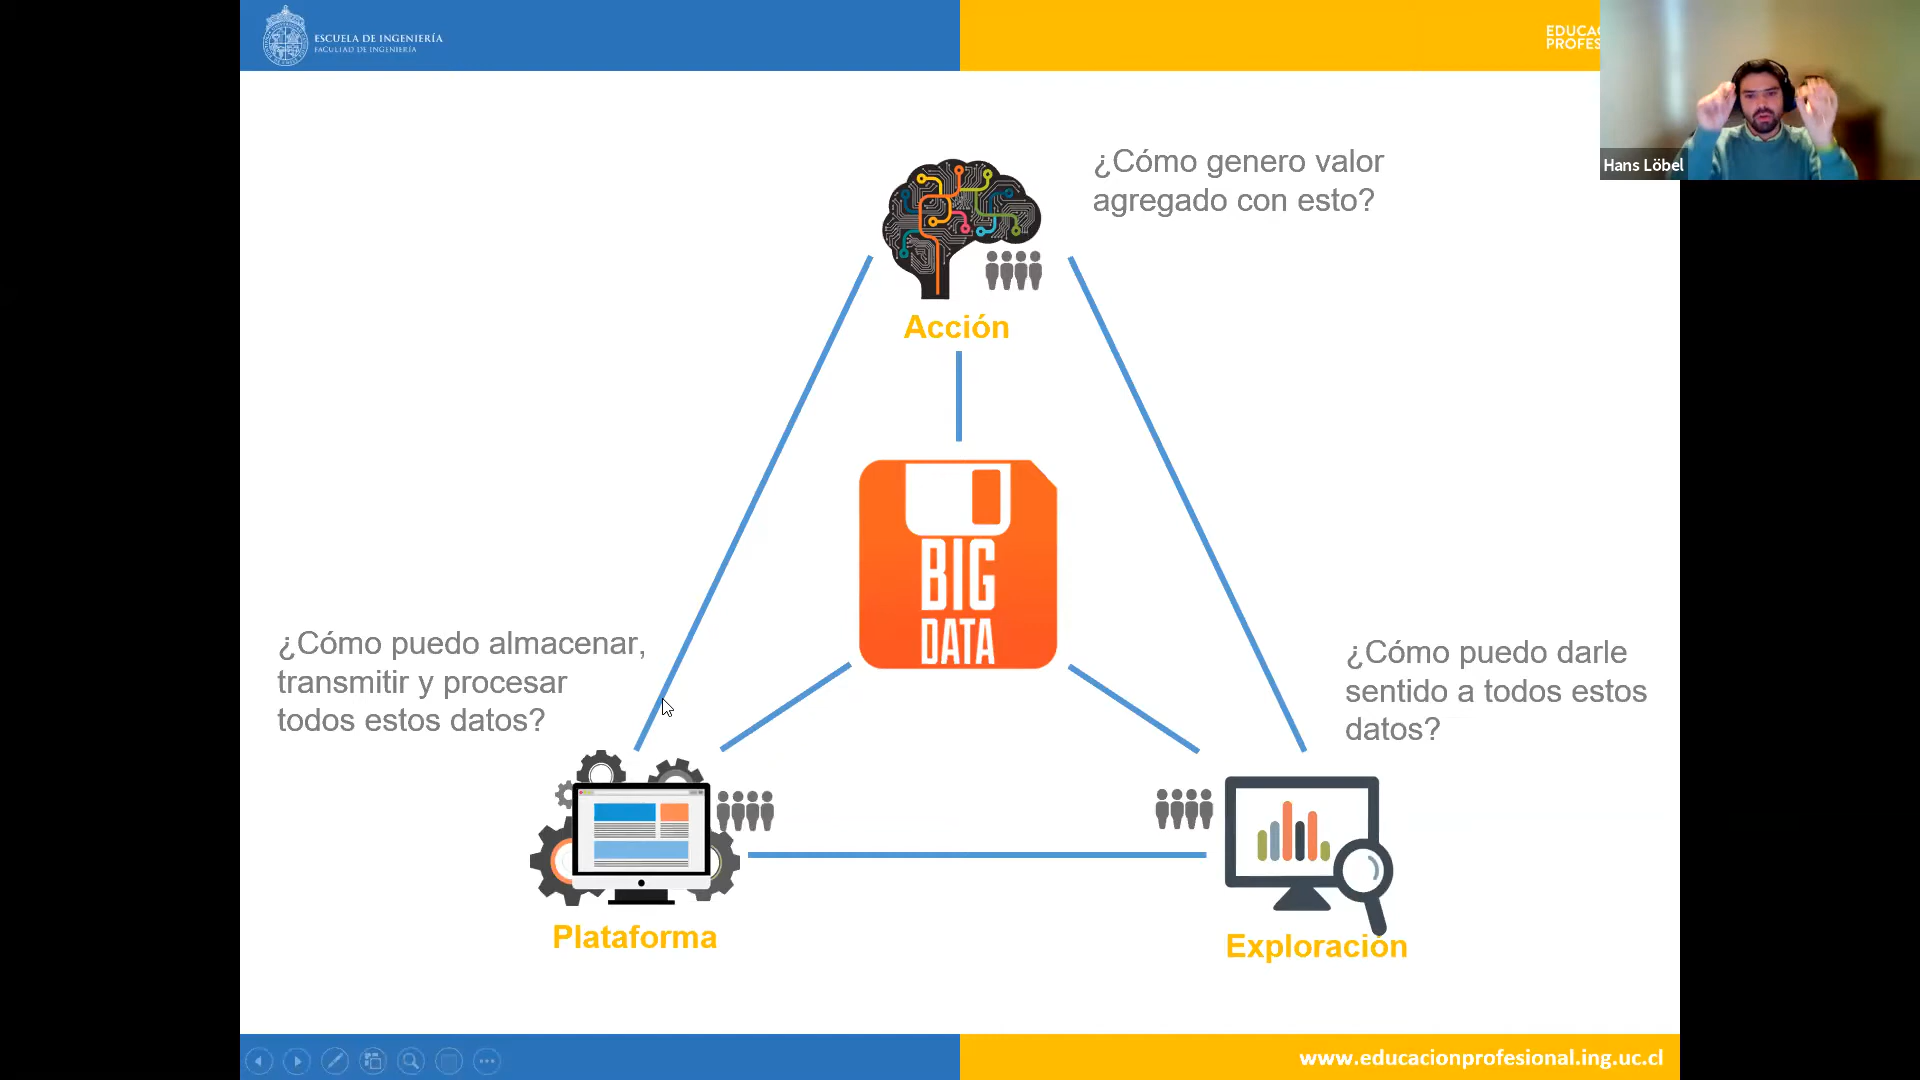 ESCUELA DE INGENIERÍA
FACULTAD DE INGENIERÍA
Hans Löbel
¿Cómo genero valor
agregado con esto?
Acción
BIG
DATA
¿Cómo puedo almacenar,
transmitir y procesar
todos estos datos?
¿Cómo puedo darle
sentido a todos estos
datos?
Plataforma
Exploración
www.educacionprofesional.ing.uc.cl